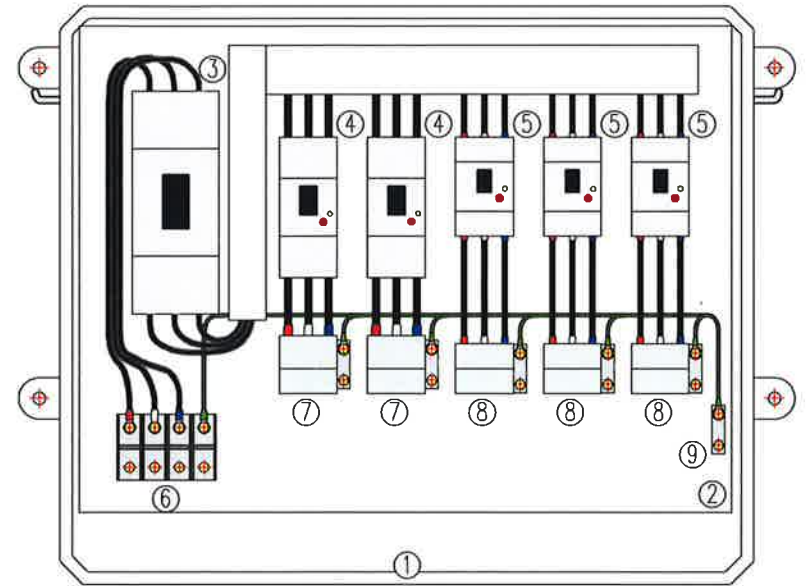 ③
④ ④ ⑤ ⑤ ⑤
⑦ ⑦ ⑧ ⑧ ⑧
⑨
⑥ ②
①